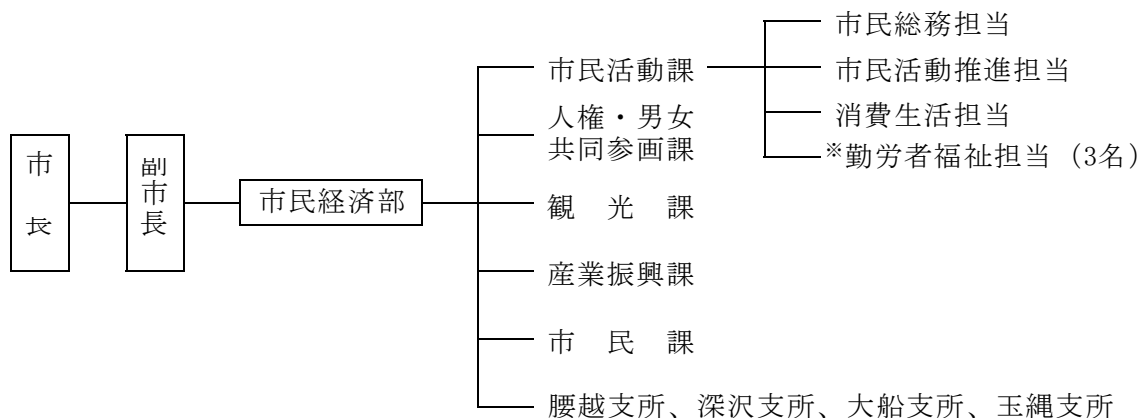 市長
副市長
市民経済部
市民活動課
人権・男女
共同参画課
観光課
産業振興課
市民課
腰越支所、深沢支所、大船支所、玉縄支所
市民総務担当
市民活動推進担当
消費生活担当
※勤労者福祉担当（3名）